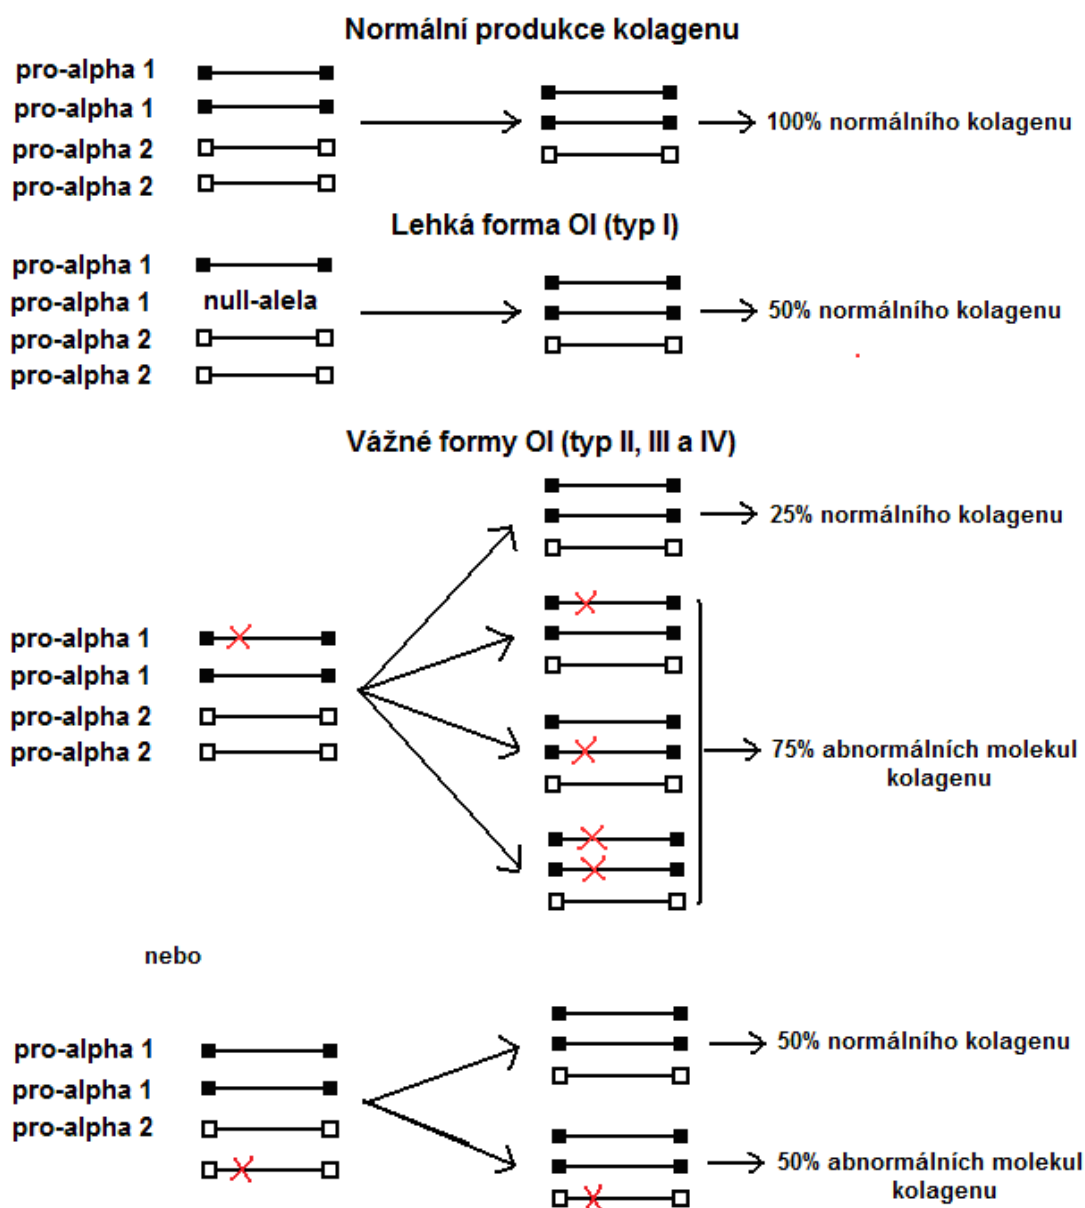 Normální produkce kolagenu
pro-alpha 1
pro-alpha 1
pro-alpha 2
pro-alpha 2
100% normálního kolagenu
Lehká forma OI (typ I)
pro-alpha 1
pro-alpha 1 null-alela
pro-alpha 2
pro-alpha 2
50% normálního kolagenu
Vážné formy OI (typ II, III a IV)
25% normálního kolagenu
pro-alpha 1
pro-alpha 1
pro-alpha 2
pro-alpha 2
75% abnormálních molekul
kolagenu
nebo
pro-alpha 1
pro-alpha 1
pro-alpha 2
50% normálního kolagenu
50% abnormálních molekul
kolagenu